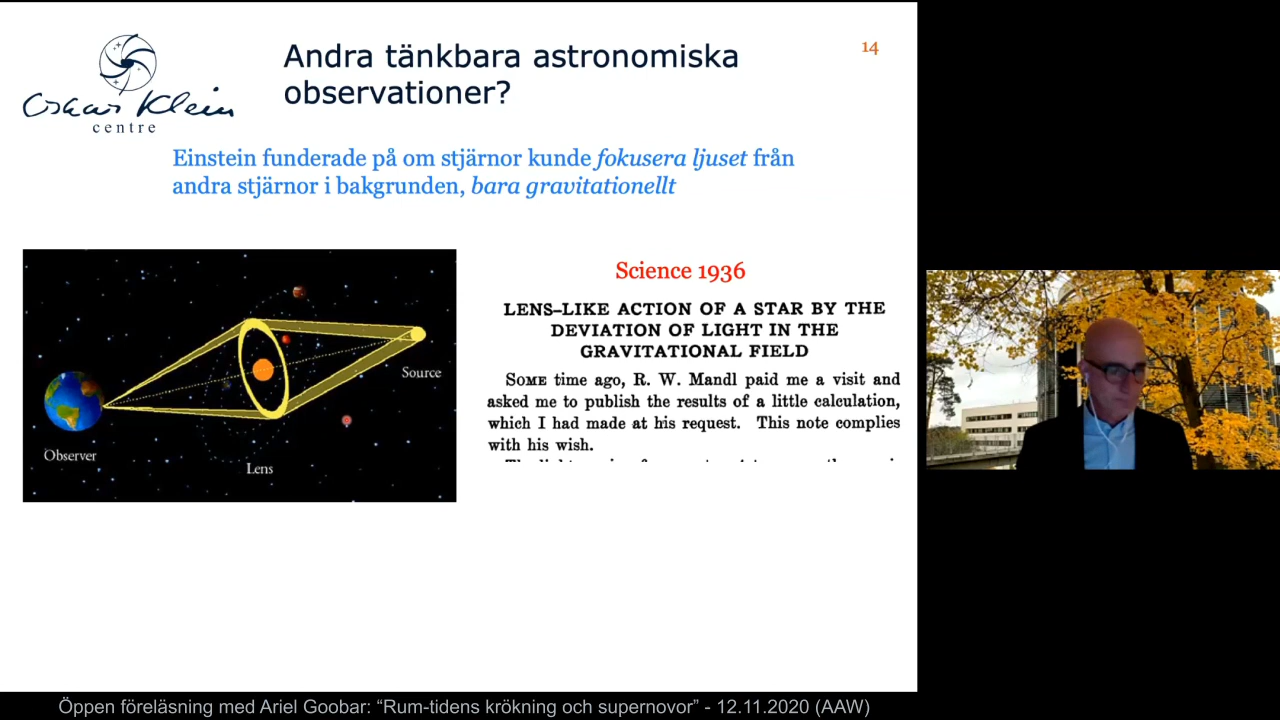 Oskar Klein
centre
Andra tänkbara astronomiska
observationer?
14
Einstein funderade på om stjärnor kunde fokusera ljuset från
andra stjärnor i bakgrunden, bara gravitationellt
Observer
Lens
Source
Science 1936
LENS–LIKE ACTION OF A STAR BY THE
DEVIATION OF LIGHT IN THE
GRAVITATIONAL FIELD
SOME time ago, R. W. Mandl paid me a visit and
asked me to publish the results of a little calculation,
which I had made at his request. This note complies
with his wish.
Öppen föreläsning med Ariel Goobar: “Rum-tidens krökning och supernovor” - 12.11.2020 (AAW)